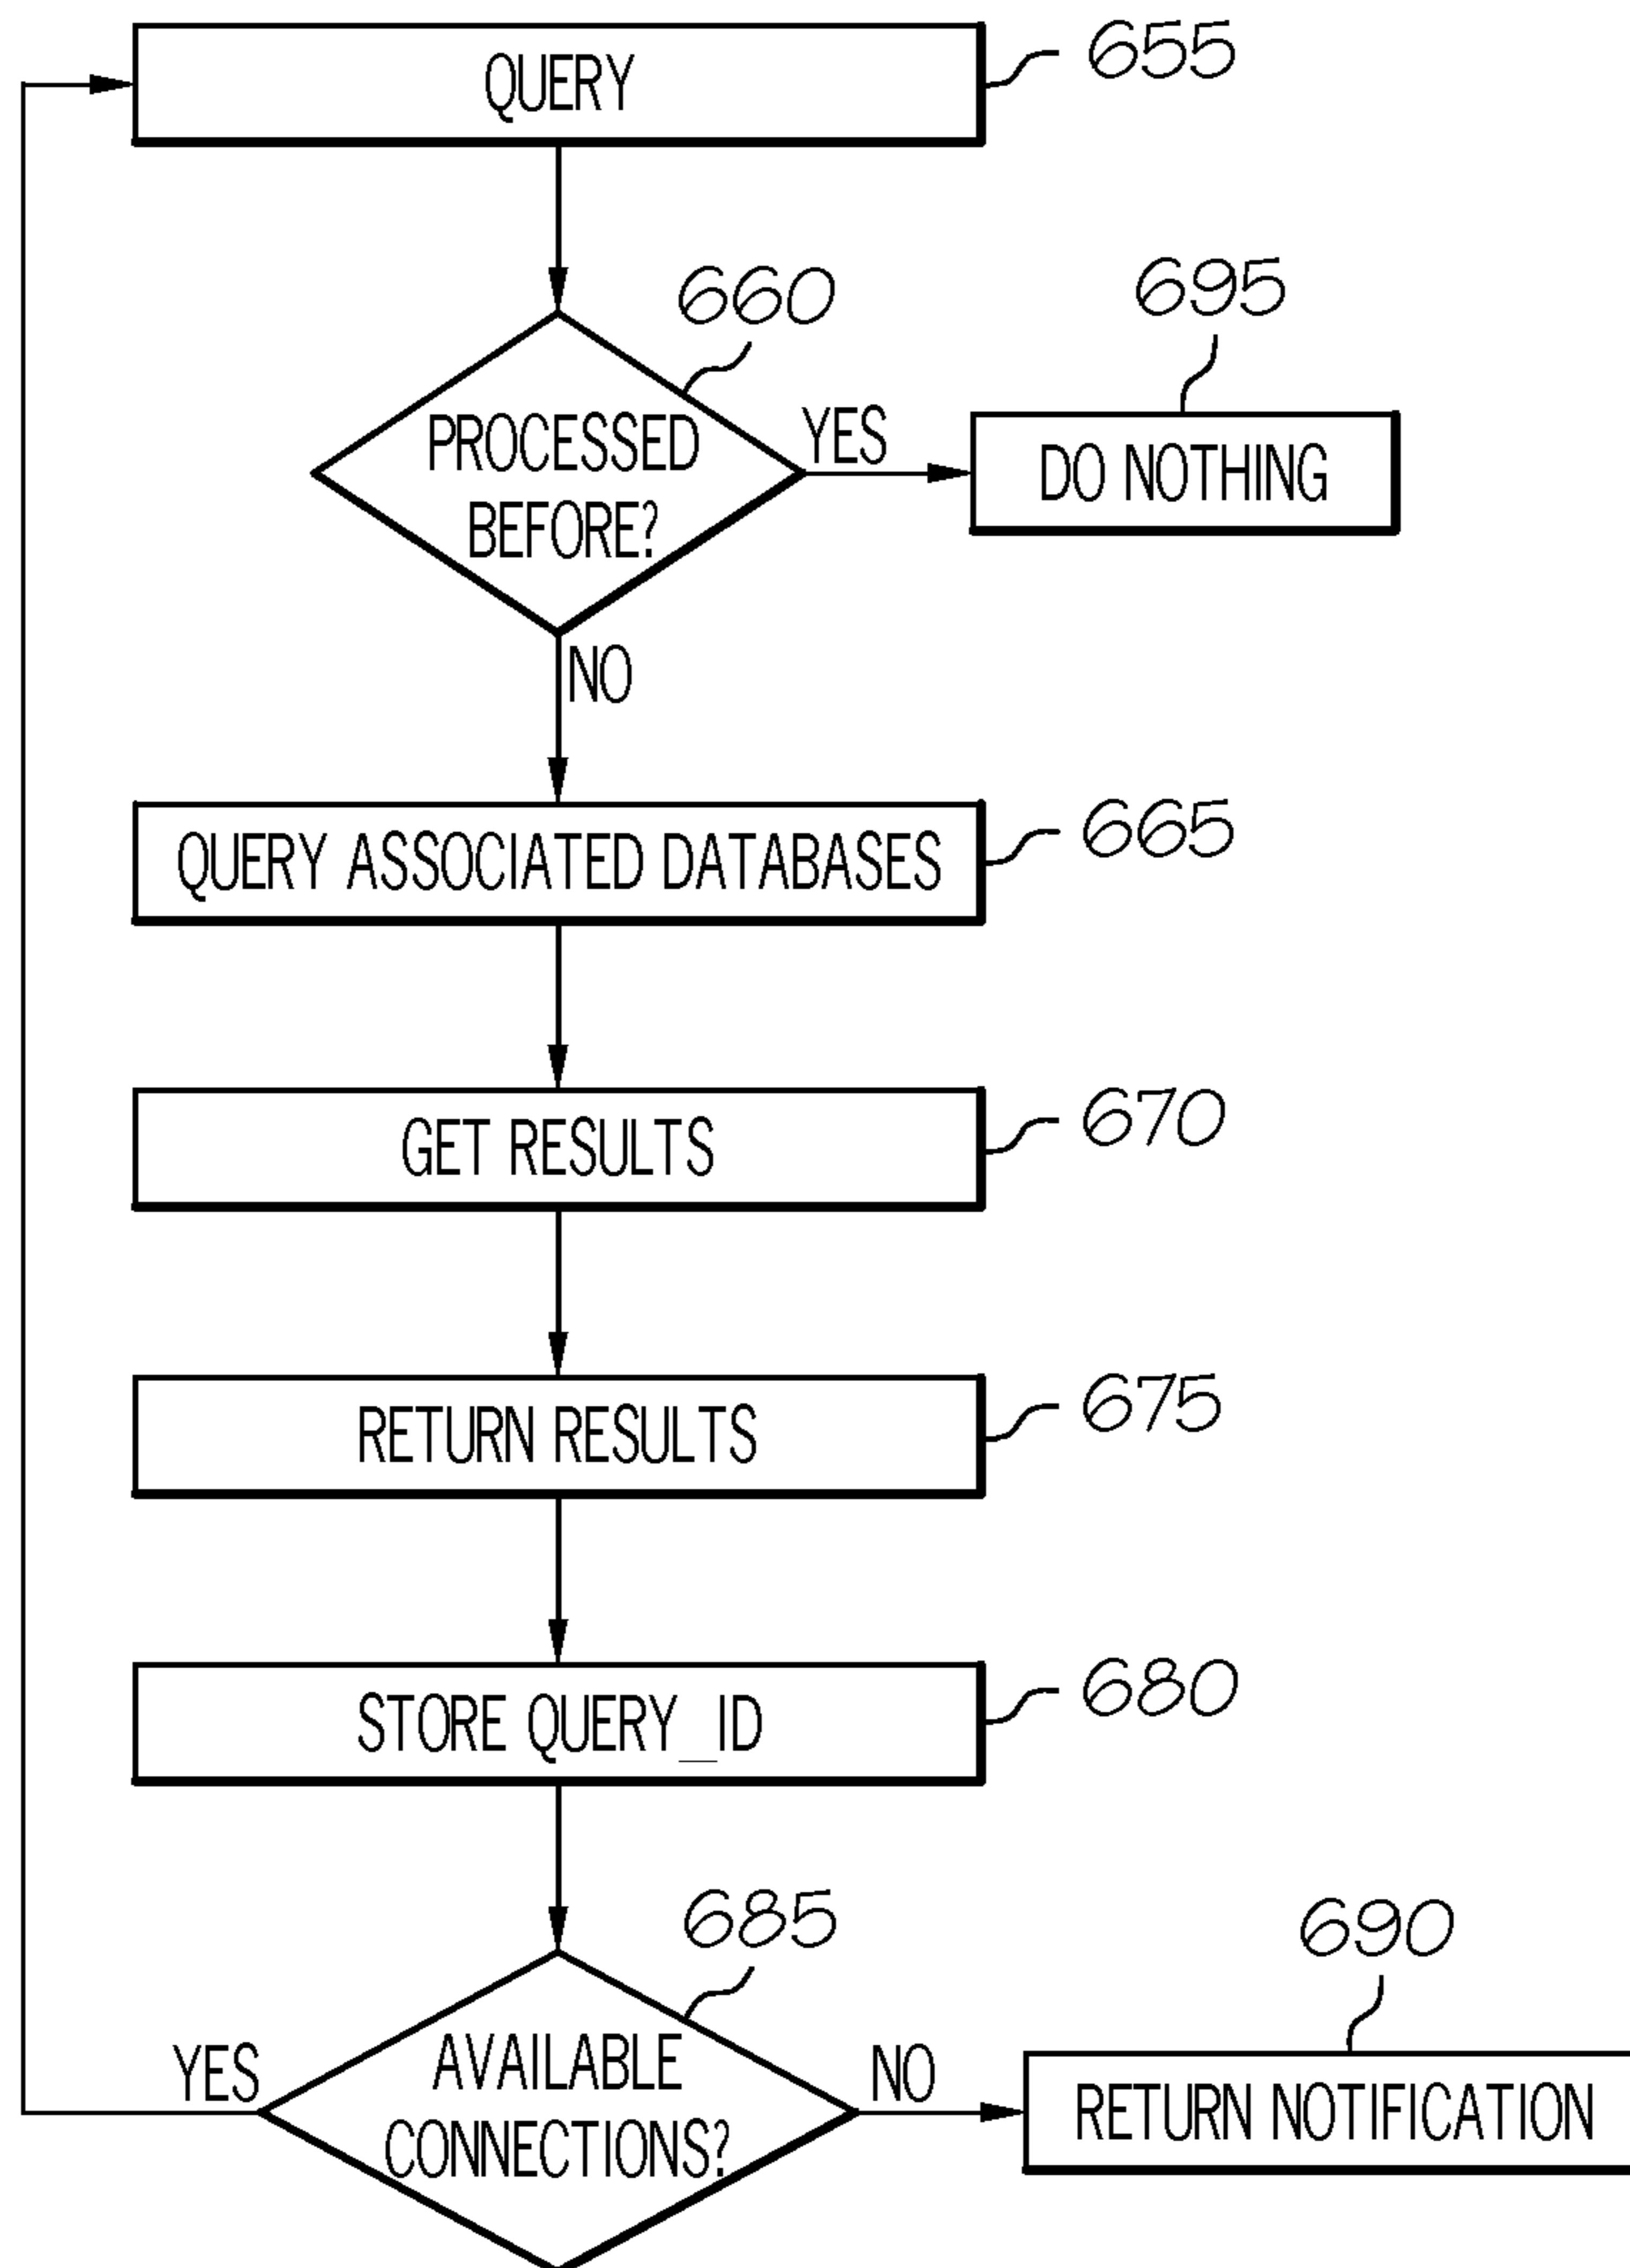 QUERY
655
660
695
PROCESSED
BEFORE?
YES
DO NOTHING
NO
QUERY ASSOCIATED DATABASES
665
GET RESULTS
670
RETURN RESULTS
675
STORE QUERY_ID
680
685
690
YES
AVAILABLE
CONNECTIONS?
NO
RETURN NOTIFICATION